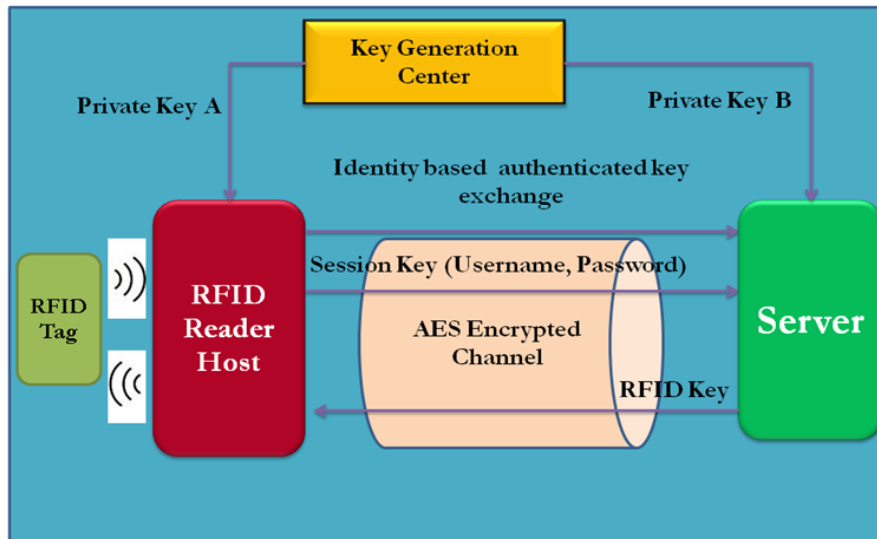 Key Generation
Center
Private Key A
Private Key B
Identity based authenticated key
exchange
Session Key (Username, Password)
RFID
Tag
RFID
Reader
Host
AES Encrypted
Channel
Server
RFID Key